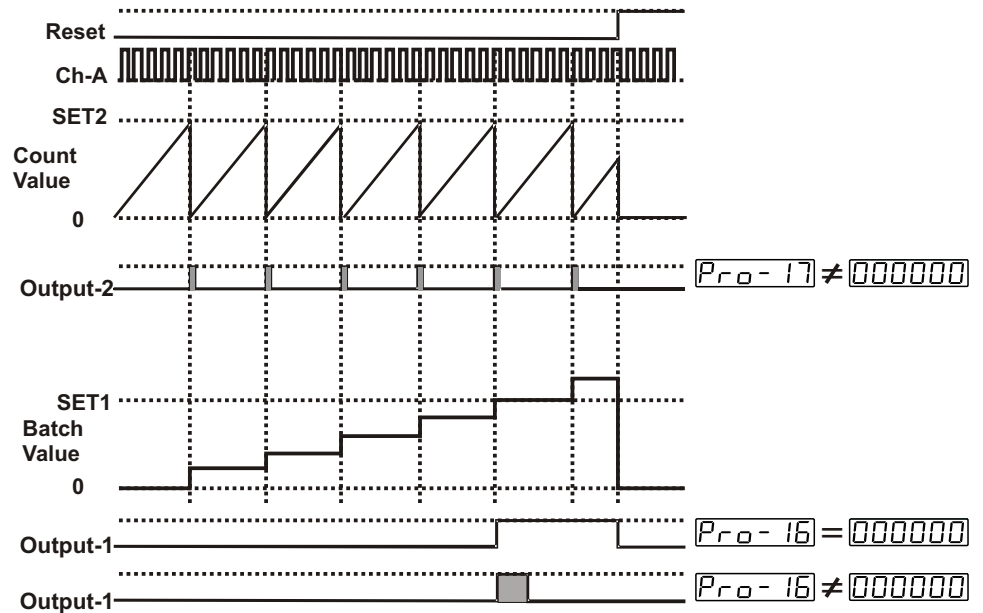 Reset
Ch-A
SET2
Count
Value
0
Output-2
Pro-17 ≠ 000000
SET1
Batch
Value
0
Output-1
Pro-16 = 000000
Output-1
Pro-16 ≠ 000000